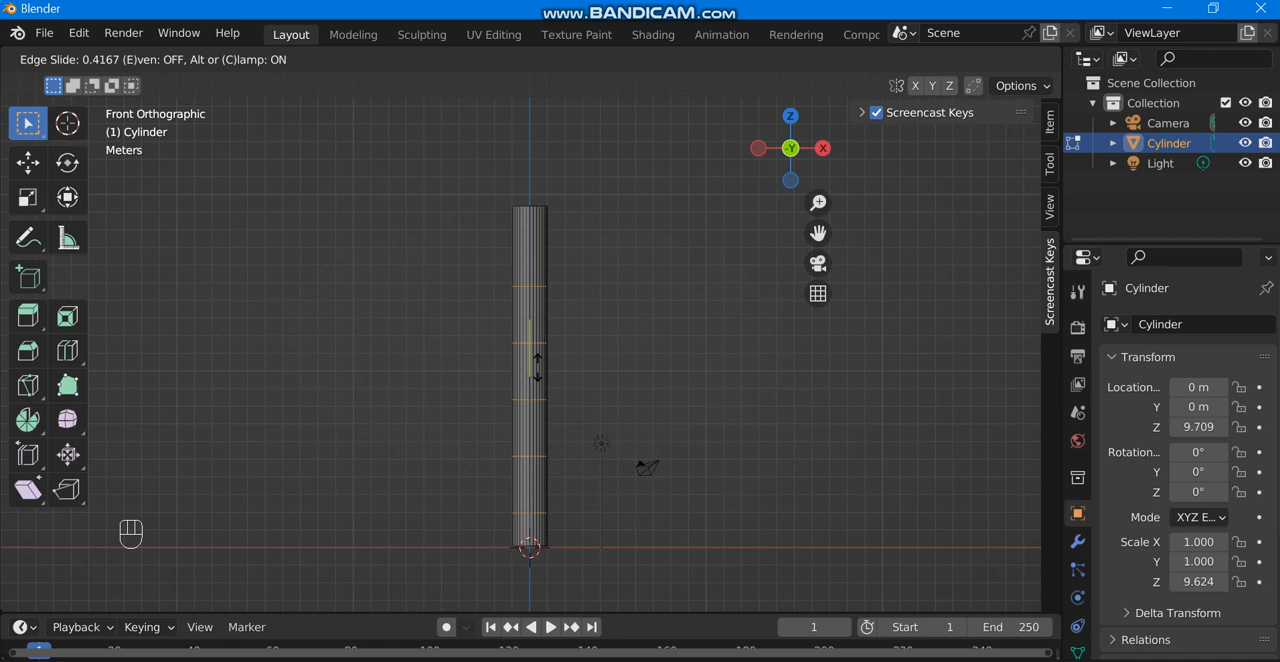 Blender
www.BANDICAM.com
File Edit Render Window Help Layout Modeling Sculpting UV Editing Texture Paint Shading Animation Rendering Compc Scene ViewLayer
Edge Slide: 0.4167 (E)ven: OFF, Alt or (C)lamp: ON
X Y Z Options
Front Orthographic
(1) Cylinder
Meters
Screencast Keys
Z
-Y X
Item
Tool
View
Screencast Keys
Scene Collection
Collection
Camera
Cylinder
Light
Cylinder
Cylinder
Transform
Location... 0 m
Y 0 m
Z 9.709
Rotation... 0°
Y 0°
Z 0°
Mode XYZ E...
Scale X 1.000
Y 1.000
Z 9.624
Delta Transform
Relations
Playback Keying View Marker 1 Start 1 End 250